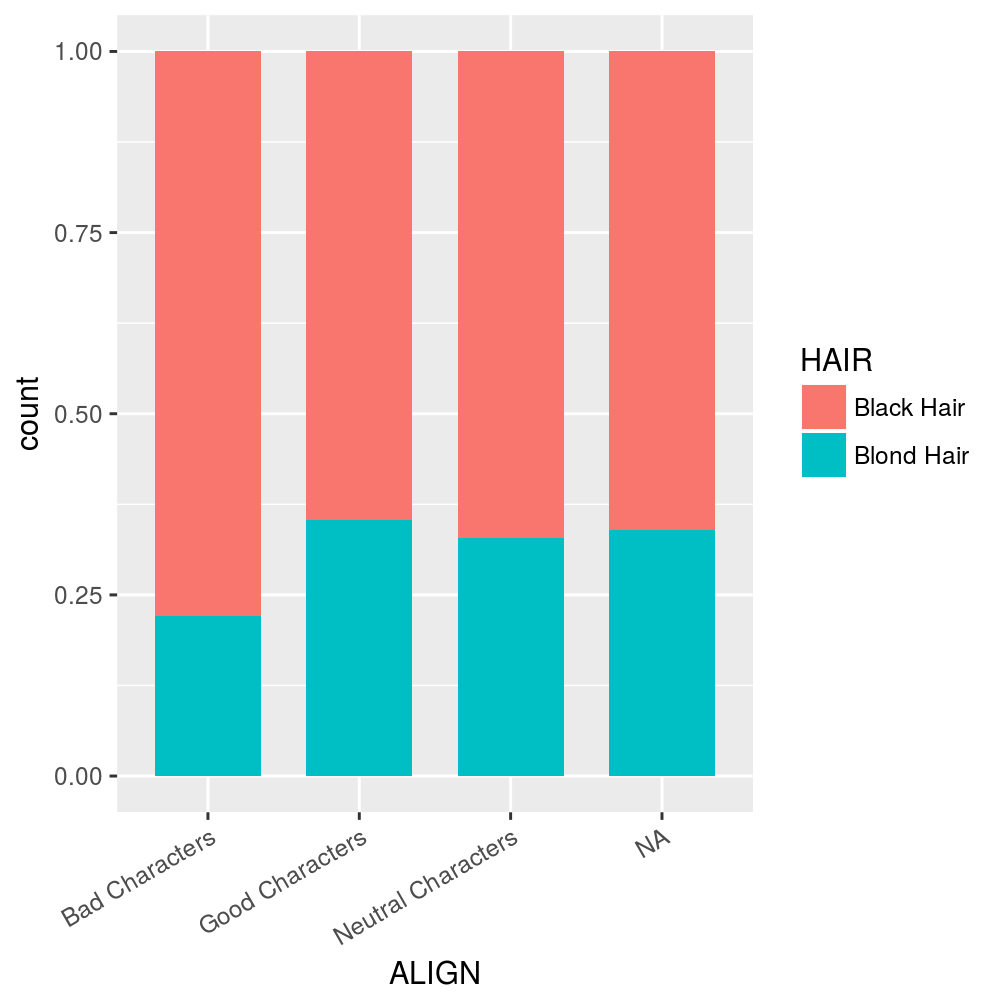 1.00
0.75
0.50
0.25
0.00
count
Bad Characters
Good Characters
Neutral Characters
NA
ALIGN
HAIR
Black Hair
Blond Hair